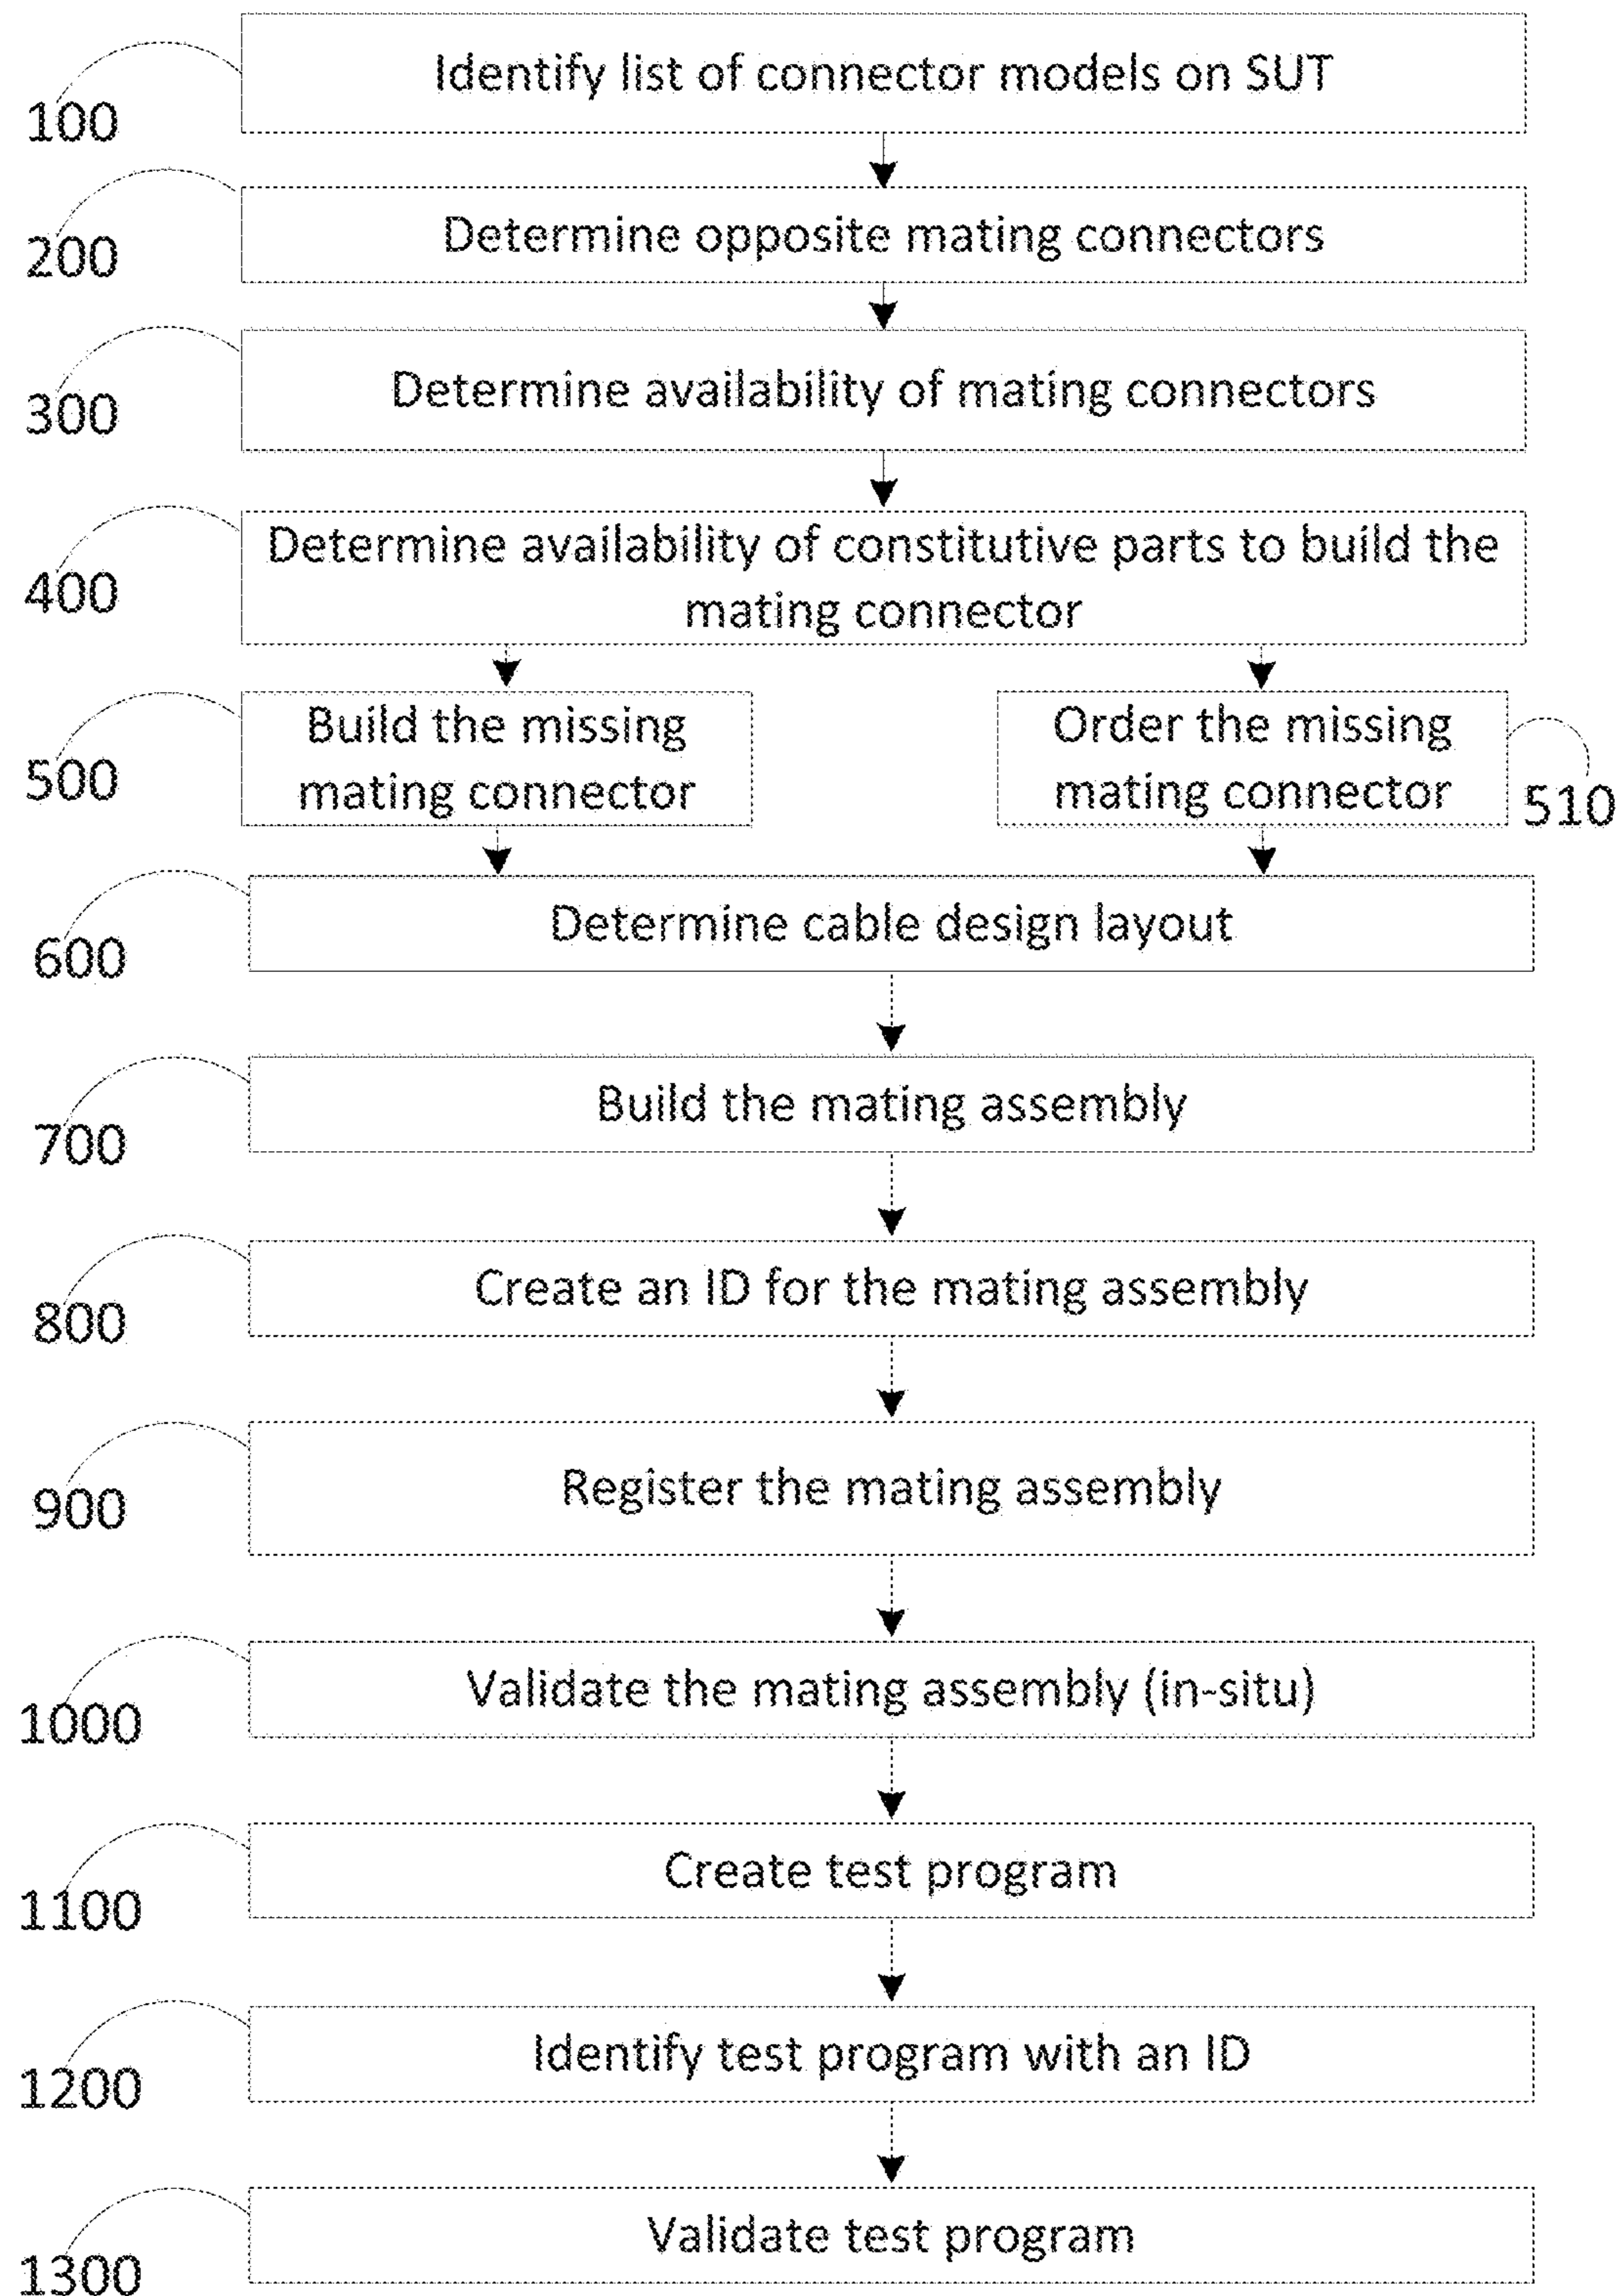 Identify list of connector models on SUT
100
Determine opposite mating connectors
200
Determine availability of mating connectors
300
Determine availability of constitutive parts to build the
mating connector
400
Build the missing
mating connector
500
Order the missing
mating connector
510
Determine cable design layout
600
Build the mating assembly
700
Create an ID for the mating assembly
800
Register the mating assembly
900
Validate the mating assembly (in-situ)
1000
Create test program
1100
Identify test program with an ID
1200
Validate test program
1300